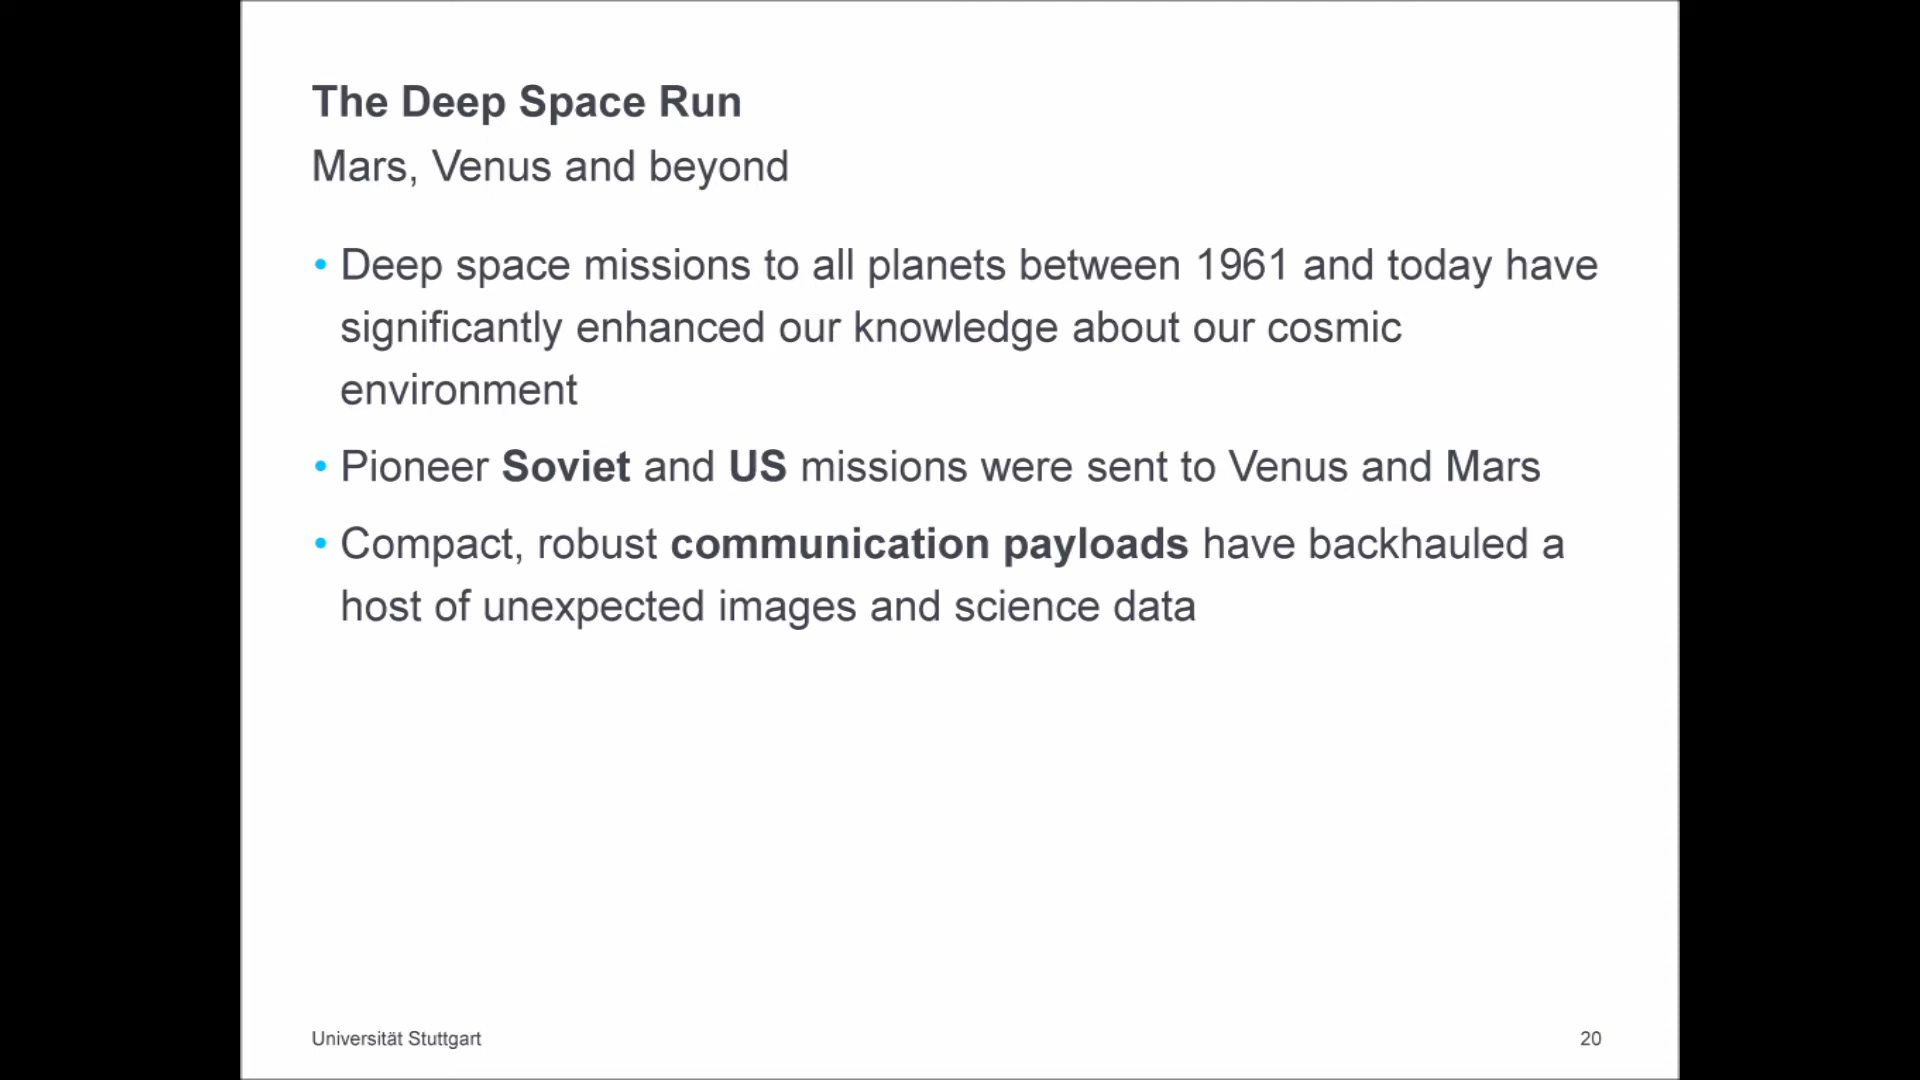 The Deep Space Run
Mars, Venus and beyond
• Deep space missions to all planets between 1961 and today have
significantly enhanced our knowledge about our cosmic
environment
• Pioneer Soviet and US missions were sent to Venus and Mars
• Compact, robust communication payloads have backhauled a
host of unexpected images and science data
Universität Stuttgart
20